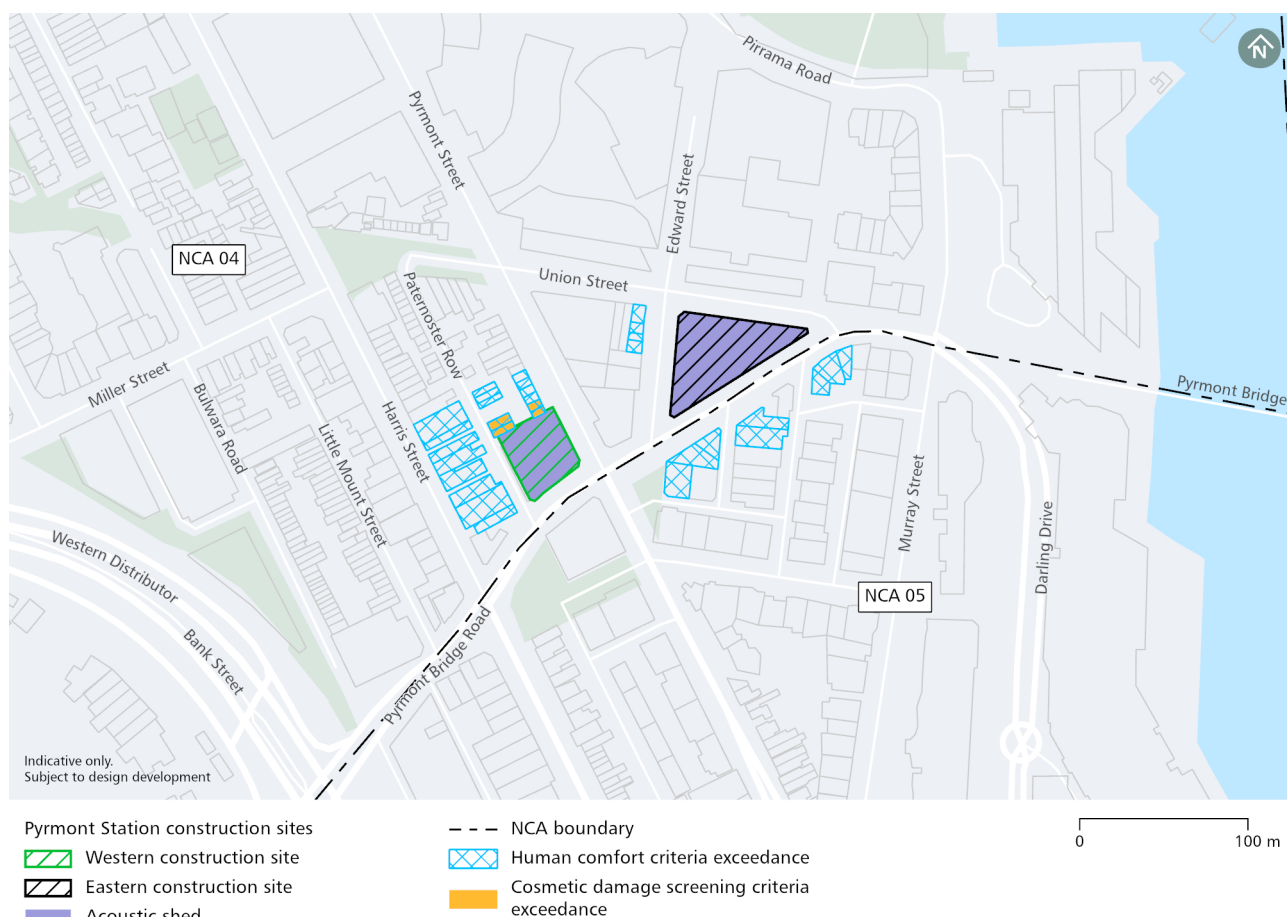 Pirrama Road
N
Pyrmont Street
Edward Street
NCA 04
Union Street
Paternoster Row
Miller Street
Pyrmont Bridge
Bulwara Road
Harris Street
Little Mount Street
Murray Street
Western Distributor
Darling Drive
NCA 05
Bank Street
Pyrmont Bridge Road
Indicative only.
Subject to design development
Pyrmont Station construction sites
Western construction site
Eastern construction site
Acoustic shed
NCA boundary
Human comfort criteria exceedance
Cosmetic damage screening criteria
exceedance
0 100 m